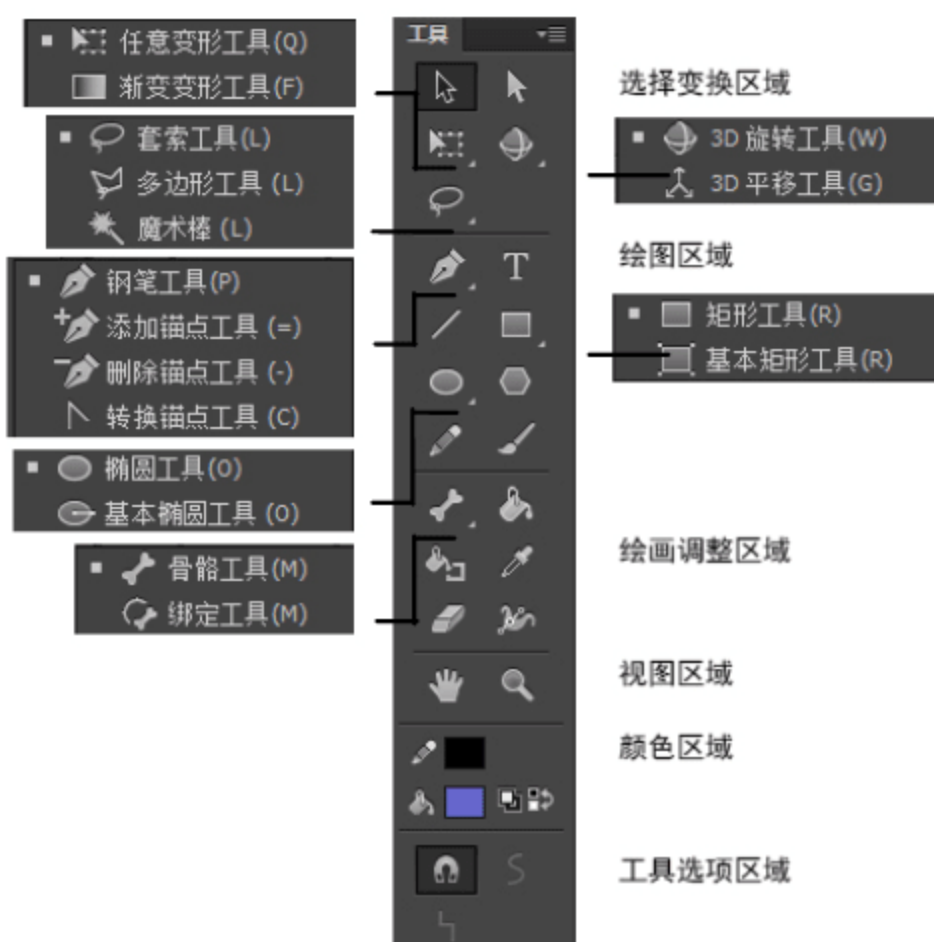 任意变形工具(Q)
渐变变形工具(F)
套索工具(L)
多边形工具 (L)
魔术棒 (L)
钢笔工具(P)
添加锚点工具 (=)
删除锚点工具 (-)
转换锚点工具 (C)
椭圆工具(O)
基本椭圆工具 (O)
骨骼工具(M)
绑定工具(M)
工具
T
选择变换区域
3D 旋转工具(W)
3D 平移工具(G)
绘图区域
矩形工具(R)
基本矩形工具(R)
绘画调整区域
视图区域
颜色区域
工具选项区域